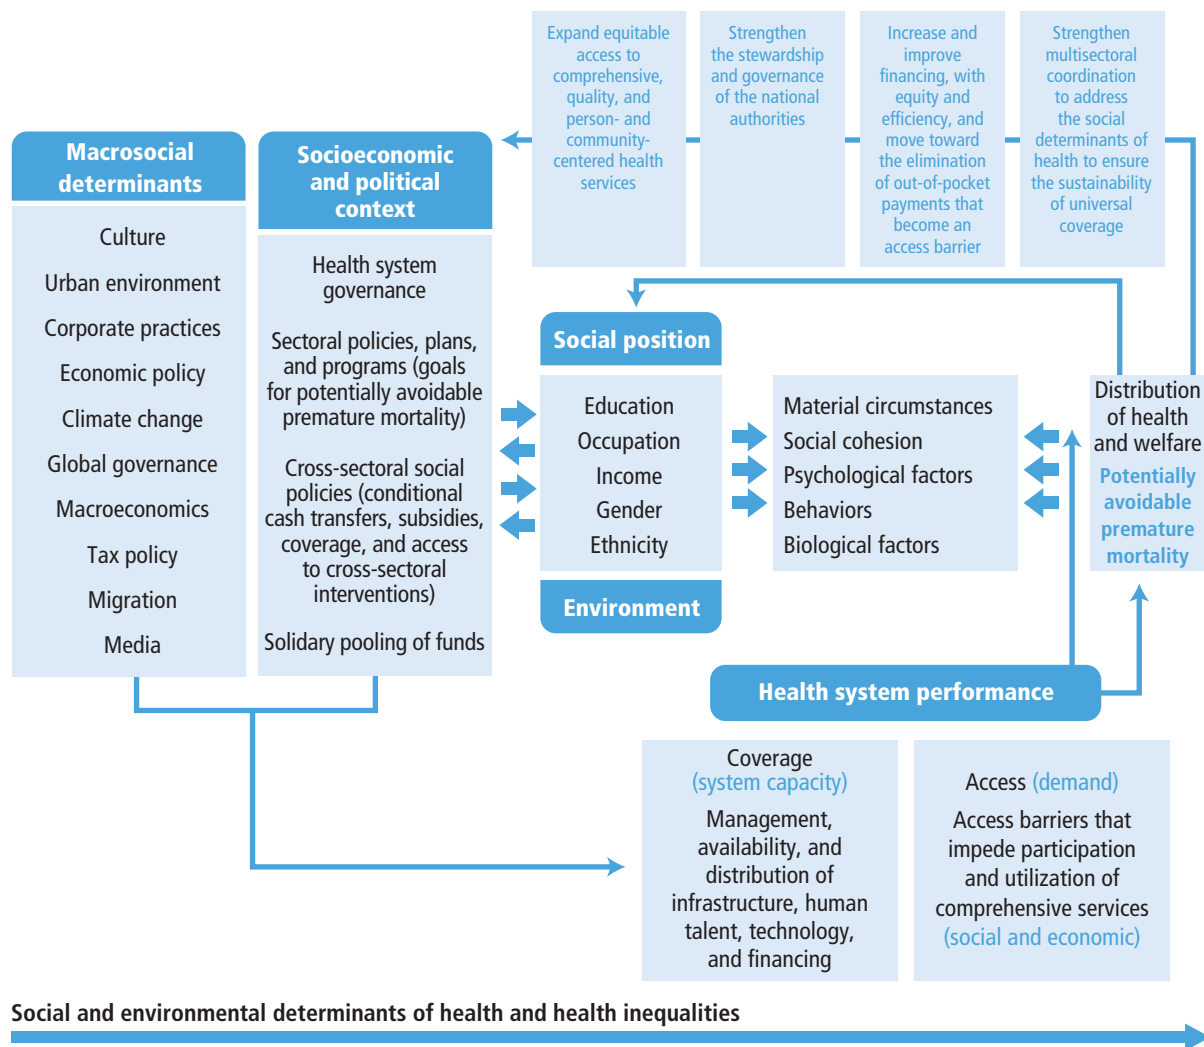 Expand equitable
access to
comprehensive,
quality, and
person- and
community-
centered health
services
Strengthen
the stewardship
and governance
of the national
authorities
Increase and
improve
financing, with
equity and
efficiency, and
move toward
the elimination
of out-of-pocket
payments that
become an
access barrier
Strengthen
multisectoral
coordination
to address
the social
determinants of
health to ensure
the sustainability
of universal
coverage
Macrosocial
determinants
Culture
Urban environment
Corporate practices
Economic policy
Climate change
Global governance
Macroeconomics
Tax policy
Migration
Media
Socioeconomic
and political
context
Health system
governance
Sectoral policies, plans,
and programs (goals
for potentially avoidable
premature mortality)
Cross-sectoral social
policies (conditional
cash transfers, subsidies,
coverage, and access
to cross-sectoral
interventions)
Solidary pooling of funds
Social position
Education
Occupation
Income
Gender
Ethnicity
Environment
Material circumstances
Social cohesion
Psychological factors
Behaviors
Biological factors
Distribution
of health
and welfare
Potentially
avoidable
premature
mortality
Health system performance
Coverage
(system capacity)
Management,
availability, and
distribution of
infrastructure, human
talent, technology,
and financing
Access (demand)
Access barriers that
impede participation
and utilization of
comprehensive services
(social and economic)
Social and environmental determinants of health and health inequalities